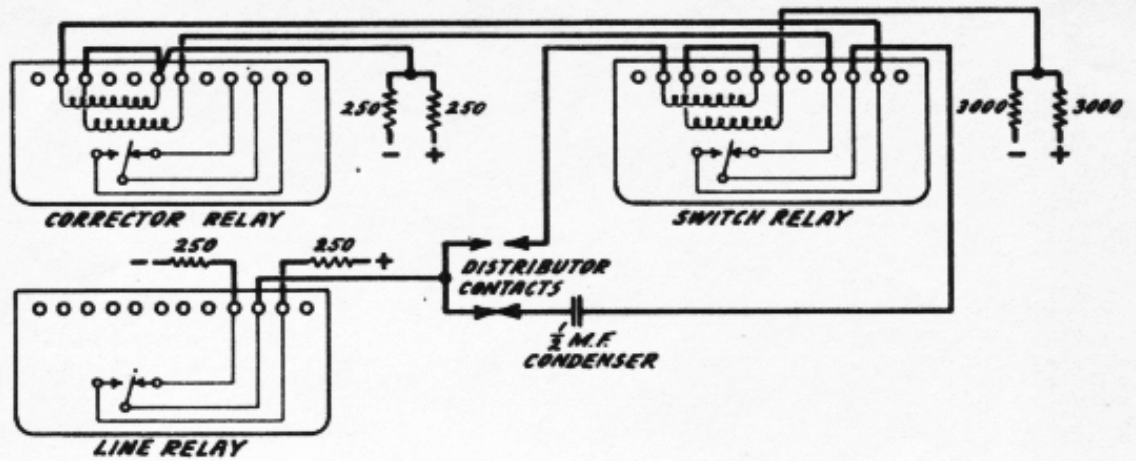 250
250
- +
3000
3000
- +
CORRECTOR RELAY
SWITCH RELAY
- 250
250 +
DISTRIBUTOR
CONTACTS
½ M.F.
CONDENSER
LINE RELAY